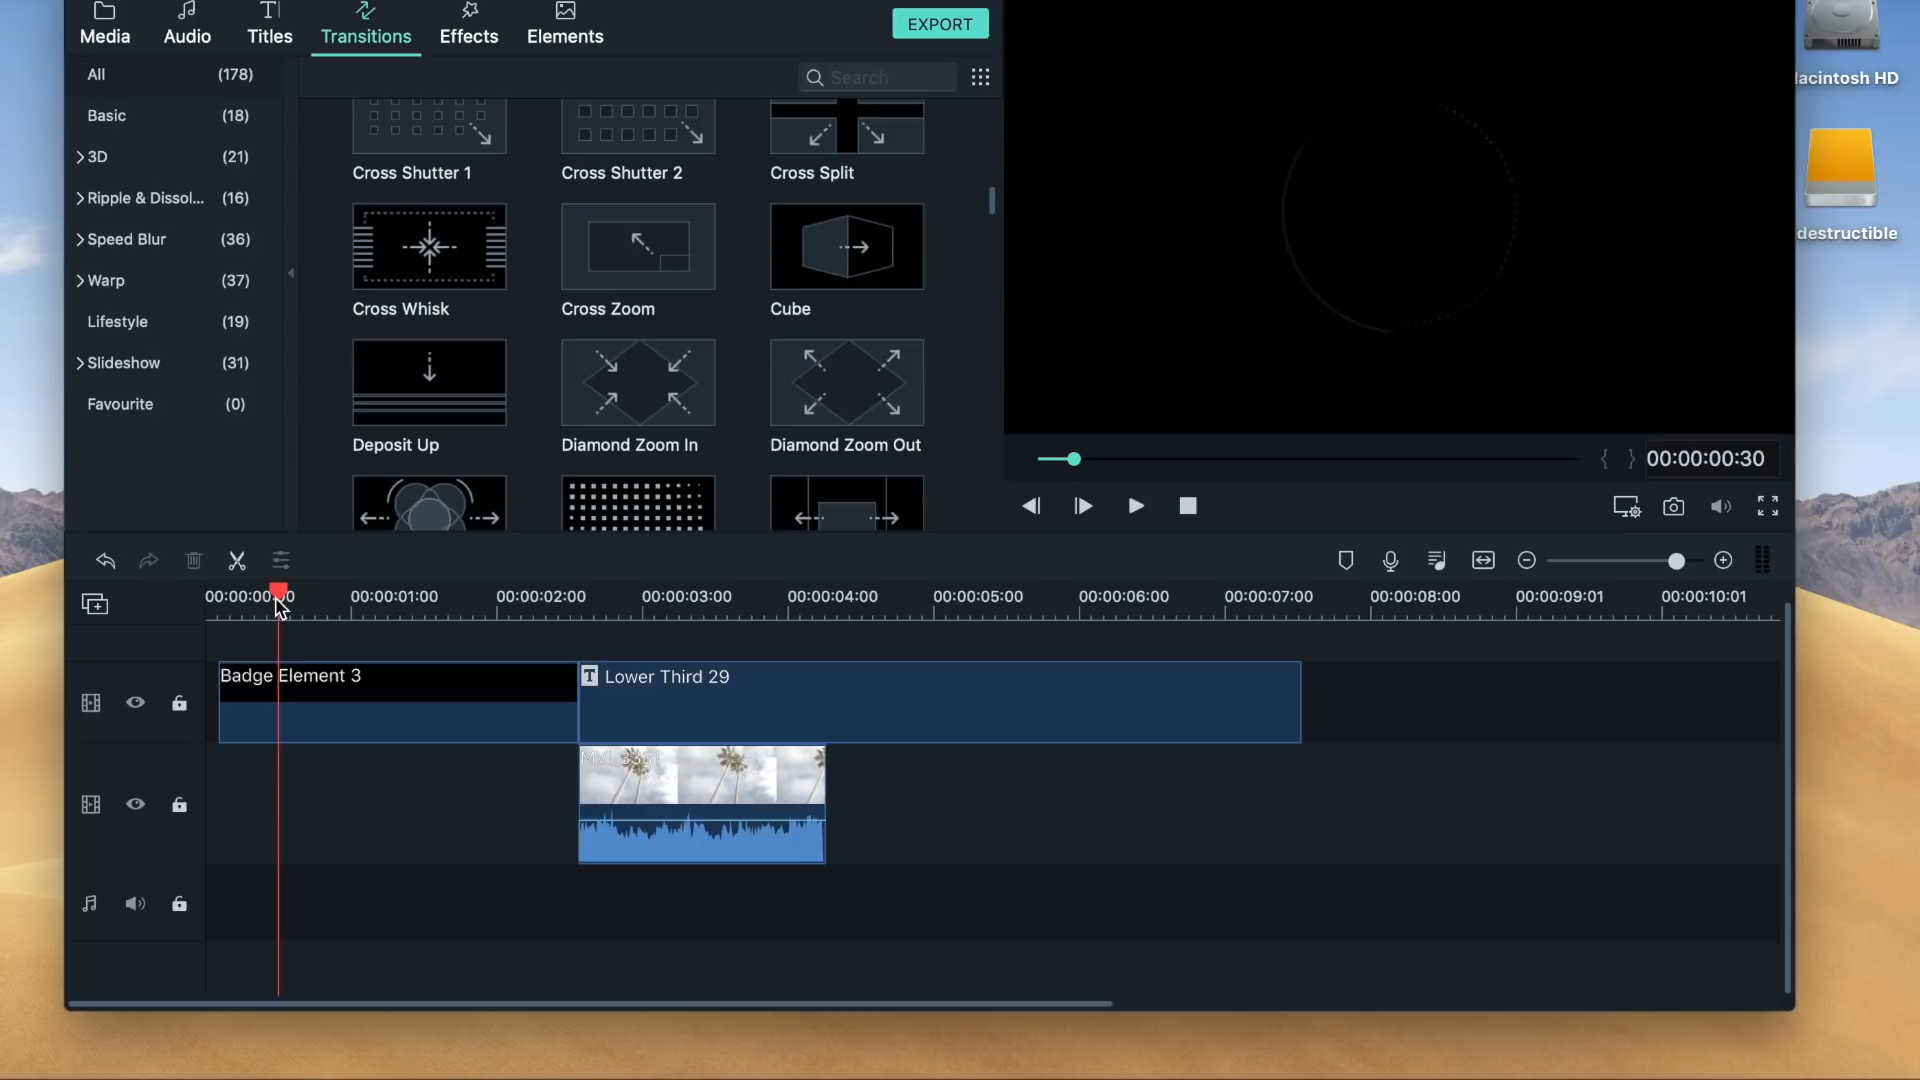 Media
Audio
Titles
Transitions
Effects
Elements
EXPORT
Search
All (178)
Basic (18)
3D (21)
Ripple & Dissol... (16)
Speed Blur (36)
Warp (37)
Lifestyle (19)
Slideshow (31)
Favourite (0)
Cross Shutter 1
Cross Shutter 2
Cross Split
Cross Whisk
Cross Zoom
Cube
Deposit Up
Diamond Zoom In
Diamond Zoom Out
{ } 00:00:00:30
acintosh HD
destructible
00:00:00:00 00:00:01:00 00:00:02:00 00:00:03:00 00:00:04:00 00:00:05:00 00:00:06:00 00:00:07:00 00:00:08:00 00:00:09:01 00:00:10:01
Badge Element 3
T Lower Third 29